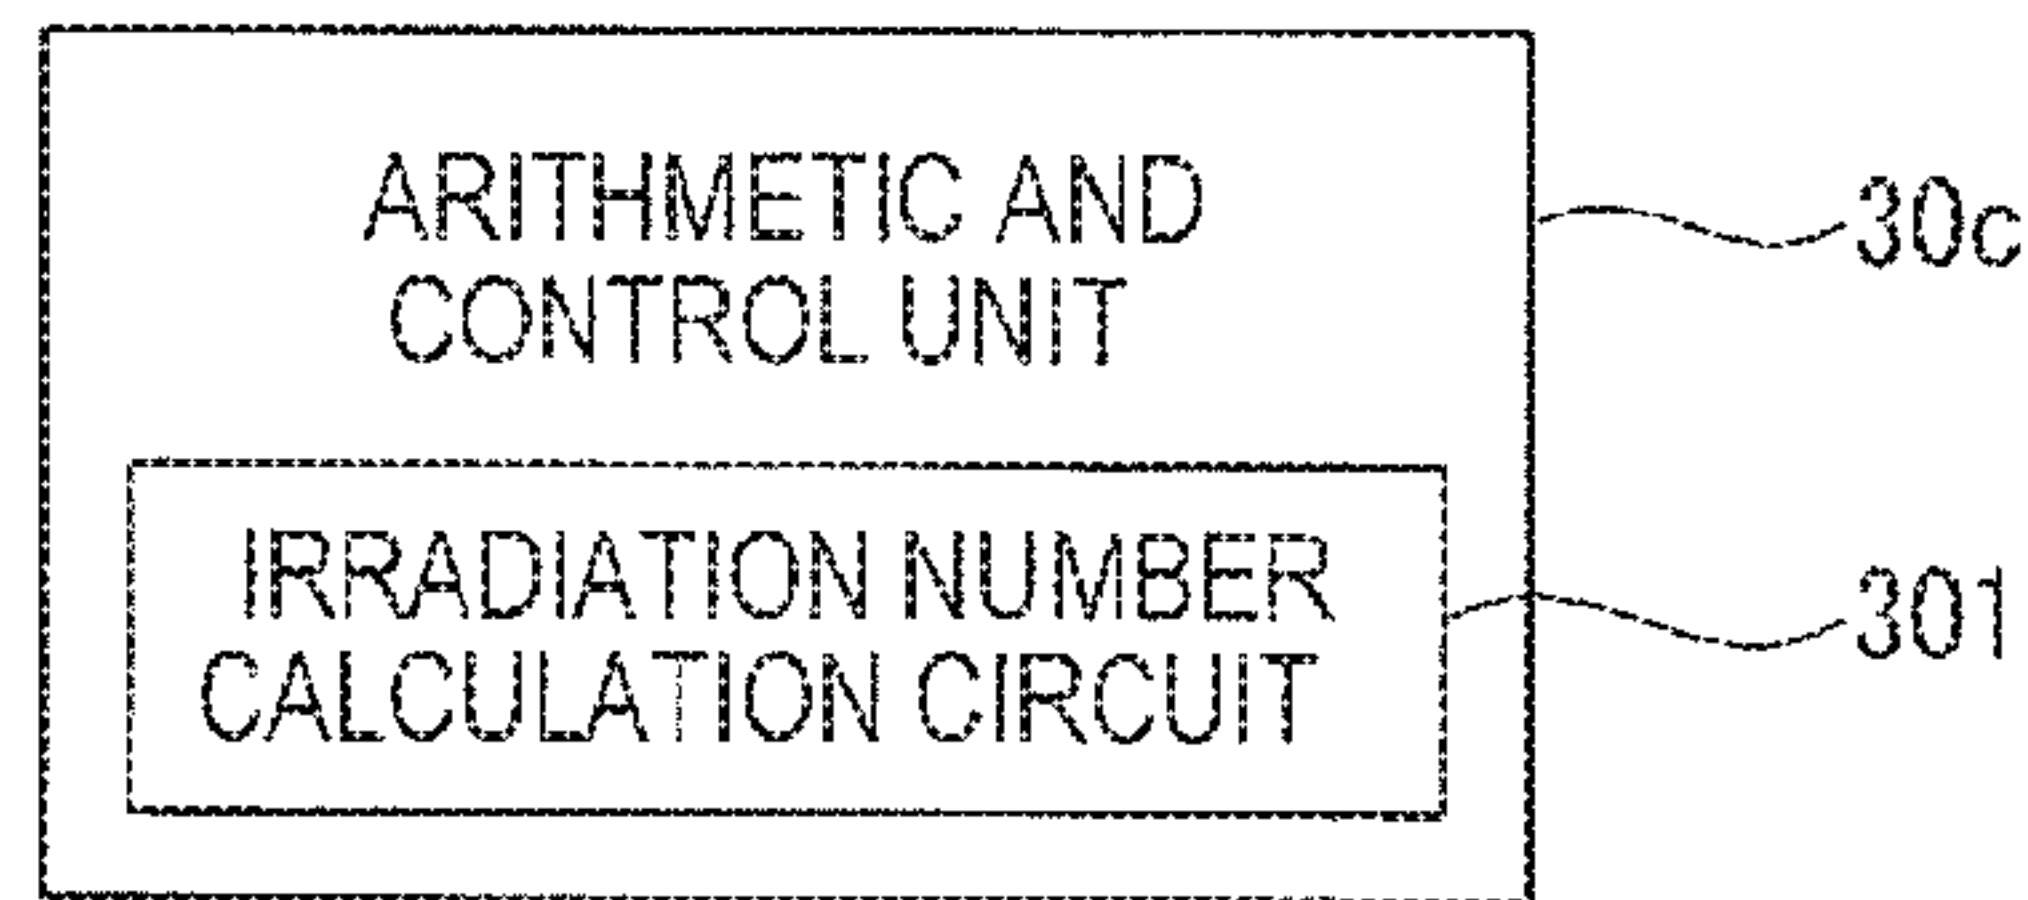 ARITHMETIC AND
CONTROL UNIT
30c
IRRADIATION NUMBER
CALCULATION CIRCUIT
301